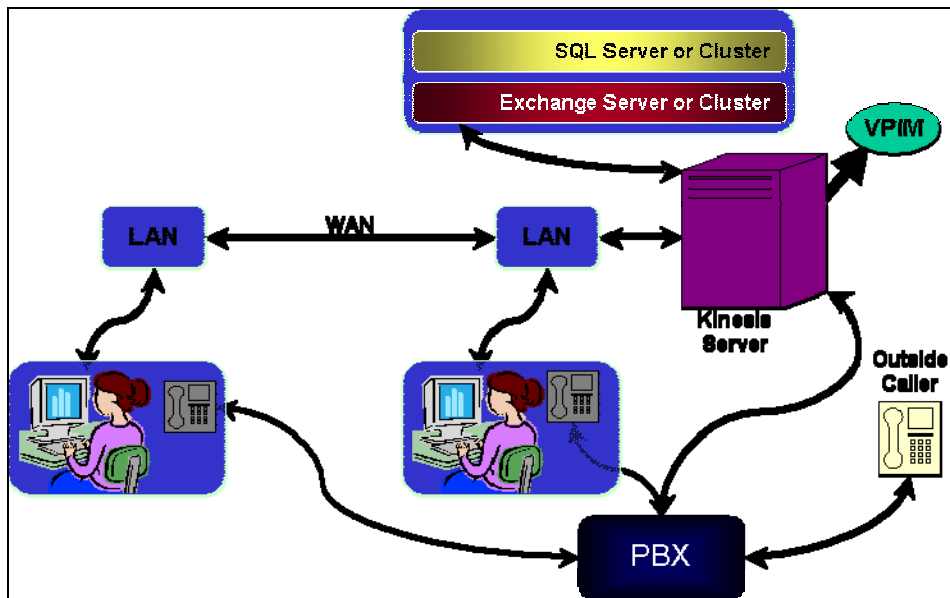 SQL Server or Cluster
Exchange Server or Cluster
VPIM
LAN
WAN
LAN
Kinesis
Server
Outside
Caller
PBX